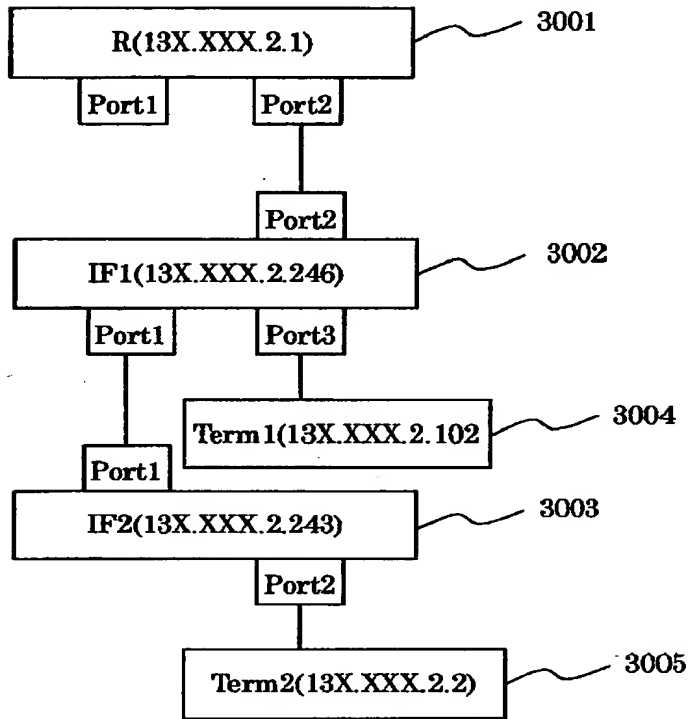 R(13X.XXX.2.1)
3001
Port1
Port2
Port2
IF1(13X.XXX.2.246)
3002
Port1
Port3
Term1(13X.XXX.2.102
3004
Port1
IF2(13X.XXX.2.243)
3003
Port2
Term2(13X.XXX.2.2)
3005